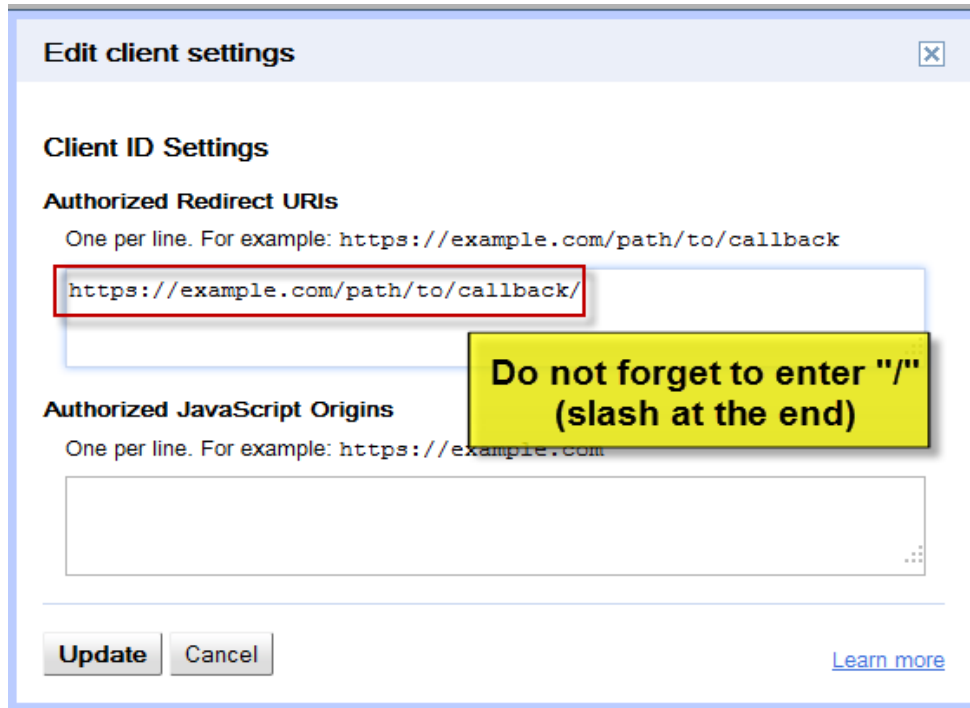 Edit client settings
Client ID Settings
Authorized Redirect URIs
One per line. For example: https://example.com/path/to/callback
https://example.com/path/to/callback/
Do not forget to enter "/"
(slash at the end)
Authorized JavaScript Origins
One per line. For example: https://example.com
Update Cancel
Learn more